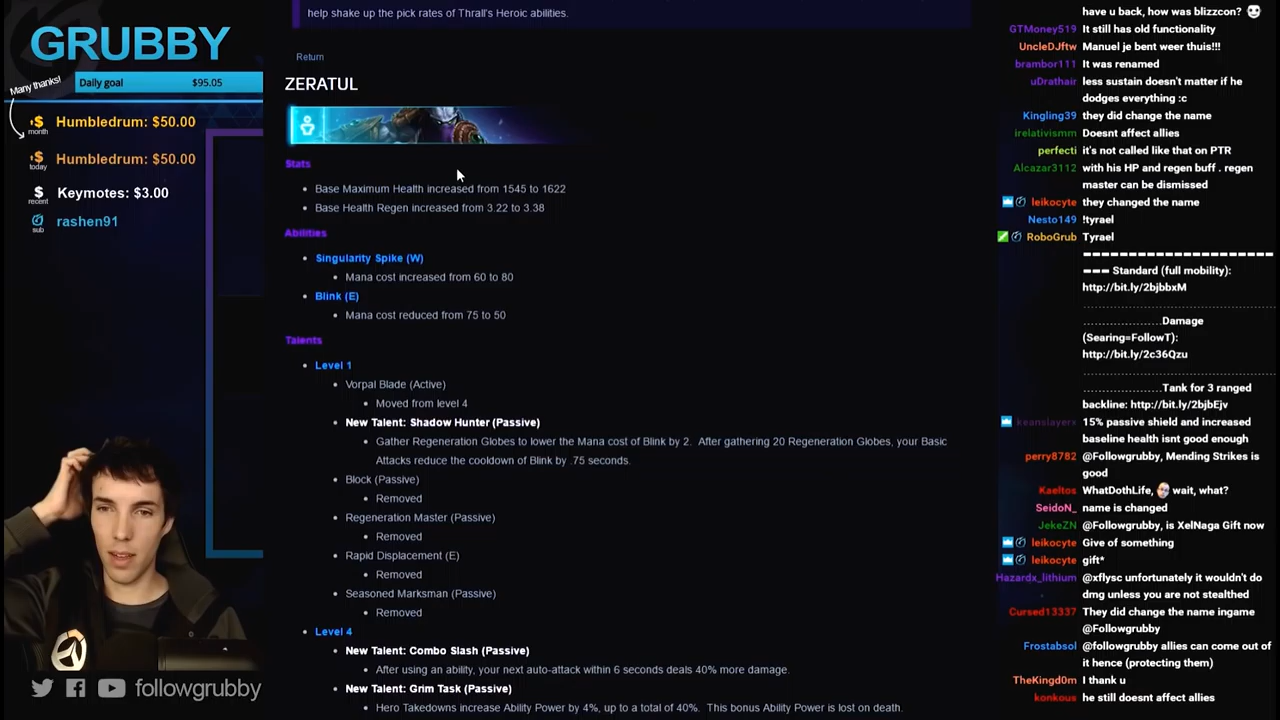 GRUBBY
Many thanks!
Daily goal $95.05
$ month Humbledrum: $50.00
$ today Humbledrum: $50.00
$ recent Keymotes: $3.00
sub rashen91
followgrubby
help shake up the pick rates of Thrall's Heroic abilities.
Return
ZERATUL
Stats
Base Maximum Health increased from 1545 to 1622
Base Health Regen increased from 3.22 to 3.38
Abilities
Singularity Spike (W)
Mana cost increased from 60 to 80
Blink (E)
Mana cost reduced from 75 to 50
Talents
Level 1
Vorpal Blade (Active)
Moved from level 4
New Talent: Shadow Hunter (Passive)
Gather Regeneration Globes to lower the Mana cost of Blink by 2. After gathering 20 Regeneration Globes, your Basic
Attacks reduce the cooldown of Blink by .75 seconds.
Block (Passive)
Removed
Regeneration Master (Passive)
Removed
Rapid Displacement (E)
Removed
Seasoned Marksman (Passive)
Removed
Level 4
New Talent: Combo Slash (Passive)
After using an ability, your next auto-attack within 6 seconds deals 40% more damage.
New Talent: Grim Task (Passive)
Hero Takedowns increase Ability Power by 4%, up to a total of 40%. This bonus Ability Power is lost on death.
have u back, how was blizzcon?
GTMoney519 It still has old functionality
UncleDJftw Manuel je bent weer thuis!!!
brambor111 It was renamed
uDrathair less sustain doesn't matter if he
dodges everything :c
Kingling39 they did change the name
irelativismm Doesnt affect allies
perfecti it's not called like that on PTR
Alcazar3112 with his HP and regen buff . regen
master can be dismissed
leikocyte they changed the name
Nesto149 !tyrael
RoboGrub Tyrael
Standard (full mobility):
http://bit.ly/2bjbbxM
Damage
(Searing=FollowT):
http://bit.ly/2c36Qzu
Tank for 3 ranged
backline: http://bit.ly/2bjbEjv
keanslayerx 15% passive shield and increased
baseline health isnt good enough
perry8782 @Followgrubby, Mending Strikes is
good
Kaeltos WhatDothLife, wait, what?
SeidoN_ name is changed
JekeZN @Followgrubby, is XelNaga Gift now
leikocyte Give of something
leikocyte gift*
Hazardx_lithium @xflysc unfortunately it wouldn't do
dmg unless you are not stealthed
Cursed13337 They did change the name ingame
@Followgrubby
Frostabsol @followgrubby allies can come out of
it hence (protecting them)
TheKingd0m I thank u
konkous he still doesnt affect allies